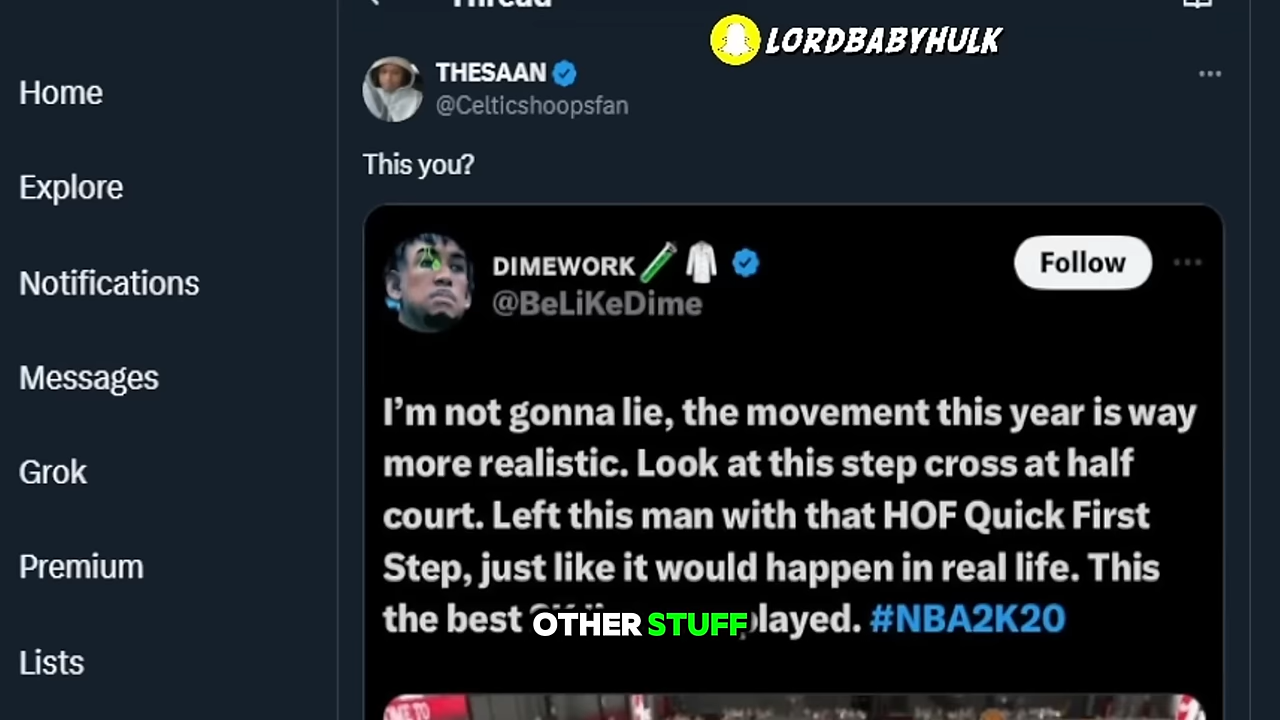 Thread
LORDBABYHULK
Home
THESAAN
@Celticshoopsfan
This you?
Explore
DIMEWORK
@BeLiKeDime
Follow
Notifications
Messages
I'm not gonna lie, the movement this year is way
more realistic. Look at this step cross at half
court. Left this man with that HOF Quick First
Step, just like it would happen in real life. This
the best played. #NBA2K20
OTHER STUFF
Grok
Premium
Lists